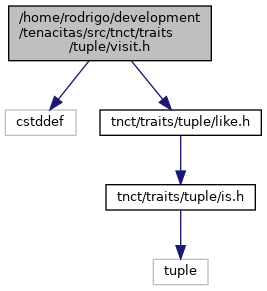 /home/rodrigo/development
/tenacitas/src/tnct/traits
/tuple/visit.h
cstddef
tnct/traits/tuple/like.h
tnct/traits/tuple/is.h
tuple